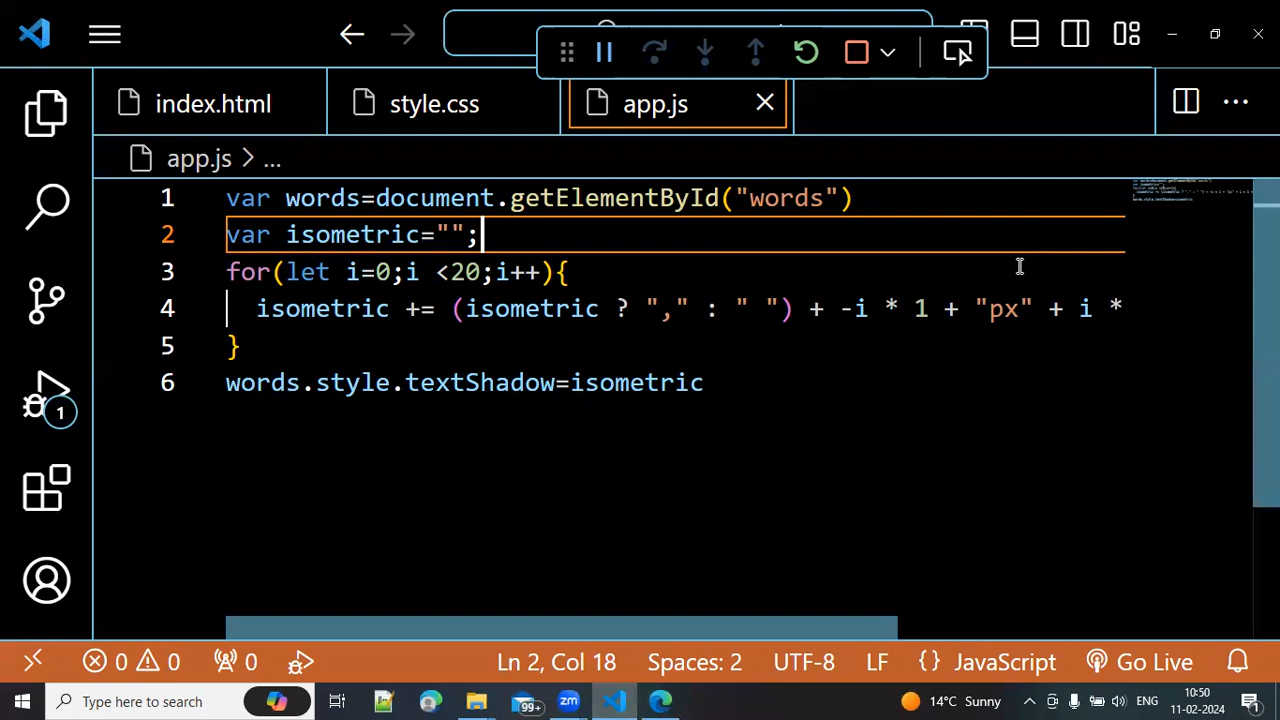 index.html
style.css
app.js
app.js > ...
1 var words=document.getElementById("words")
2 var isometric="";
3 for(let i=0;i <20;i++){
4 isometric += (isometric ? "," : " ") + -i * 1 + "px" + i *
5 }
6 words.style.textShadow=isometric
1
0 0 0 Ln 2, Col 18 Spaces: 2 UTF-8 LF {} JavaScript Go Live
Type here to search 99+ zm 14°C Sunny ENG 10:50
11-02-2024 1